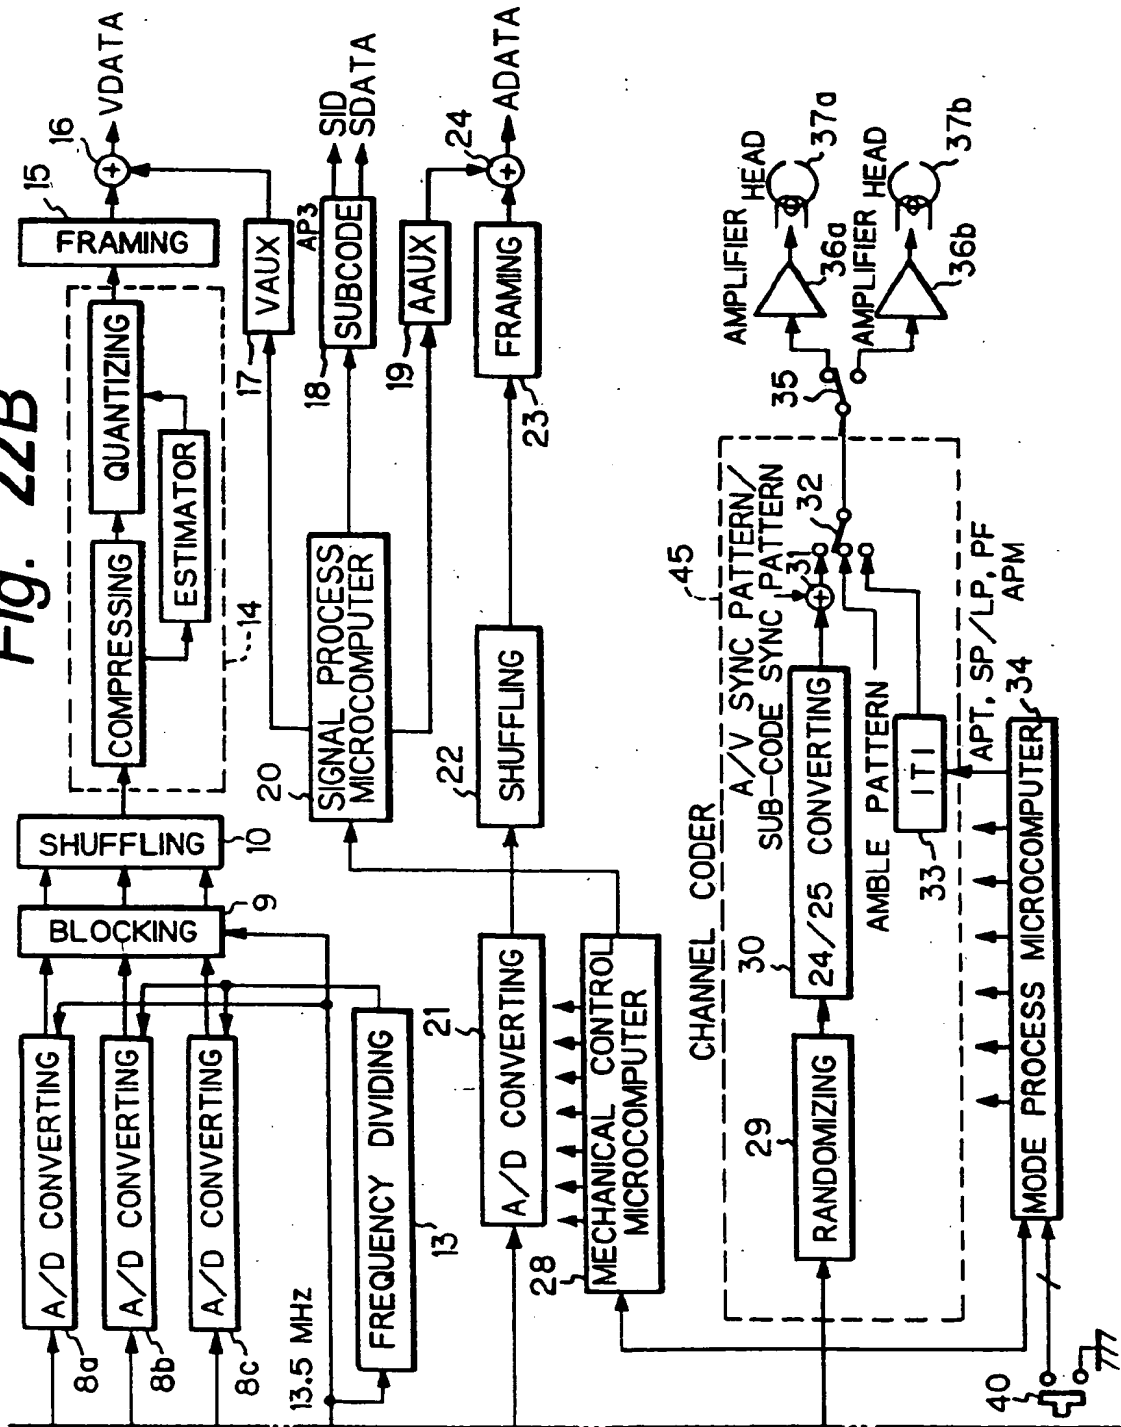 Fig. 22B
8a
A/D CONVERTING
8b
A/D CONVERTING
8c
A/D CONVERTING
13.5 MHz
FREQUENCY DIVIDING
13
BLOCKING
9
SHUFFLING
10
COMPRESSING
QUANTIZING
ESTIMATOR
14
FRAMING
15
16
VDATA
VAUX
17
SIGNAL PROCESS
MICROCOMPUTER
20
AP3
SUBCODE
18
SID
SDATA
AAUX
19
A/D CONVERTING
21
SHUFFLING
22
FRAMING
23
24
ADATA
MECHANICAL CONTROL
MICROCOMPUTER
28
CHANNEL CODER
45
RANDOMIZING
29
24/25 CONVERTING
30
A/V SYNC PATTERN/
SUB-CODE SYNC PATTERN
31
32
AMBLE PATTERN
ITI
33
APT, SP/LP, PF
APM
MODE PROCESS MICROCOMPUTER
34
35
AMPLIFIER
36a
HEAD
37a
AMPLIFIER
36b
HEAD
37b
40